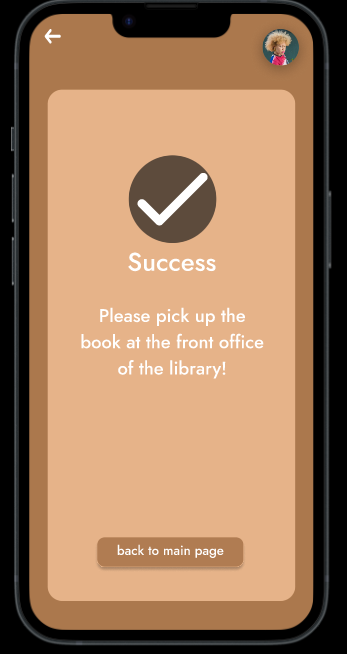 Success
Please pick up the
book at the front office
of the library!
back to main page